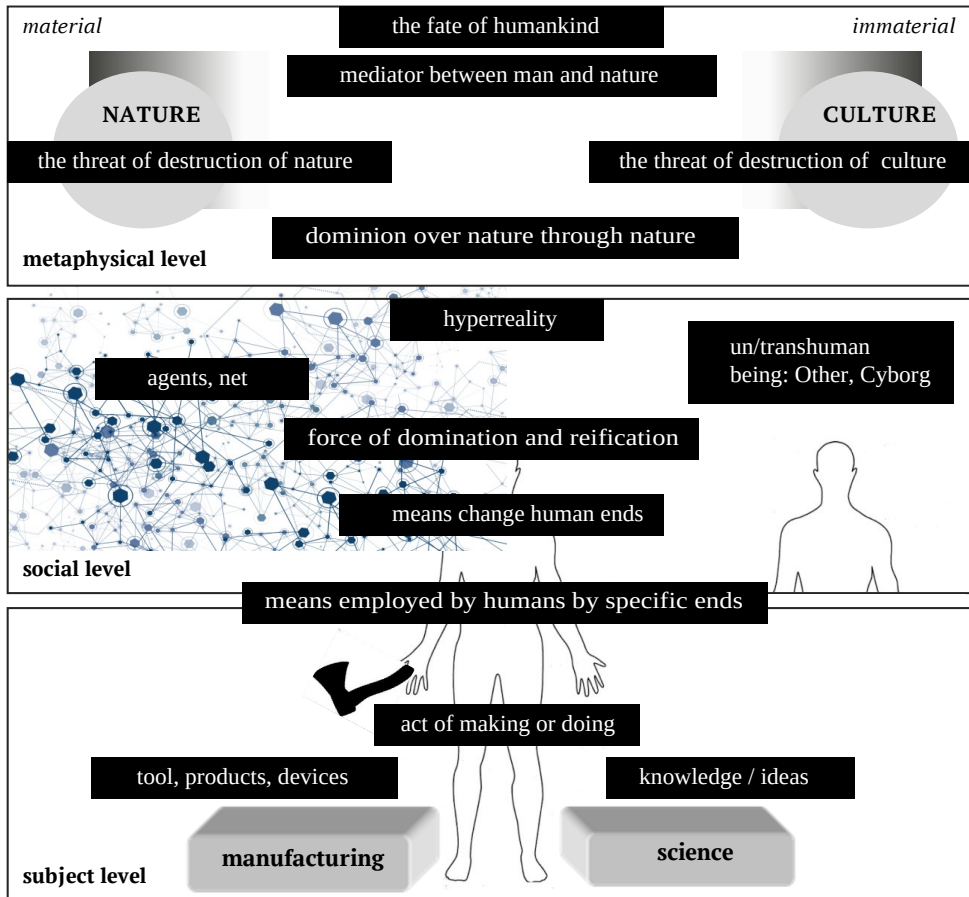 material
the fate of humankind
immaterial
mediator between man and nature
NATURE
CULTURE
the threat of destruction of nature
the threat of destruction of culture
dominion over nature through nature
metaphysical level
hyperreality
un/transhuman
being: Other, Cyborg
agents, net
force of domination and reification
means change human ends
social level
means employed by humans by specific ends
act of making or doing
tool, products, devices
knowledge / ideas
manufacturing
science
subject level